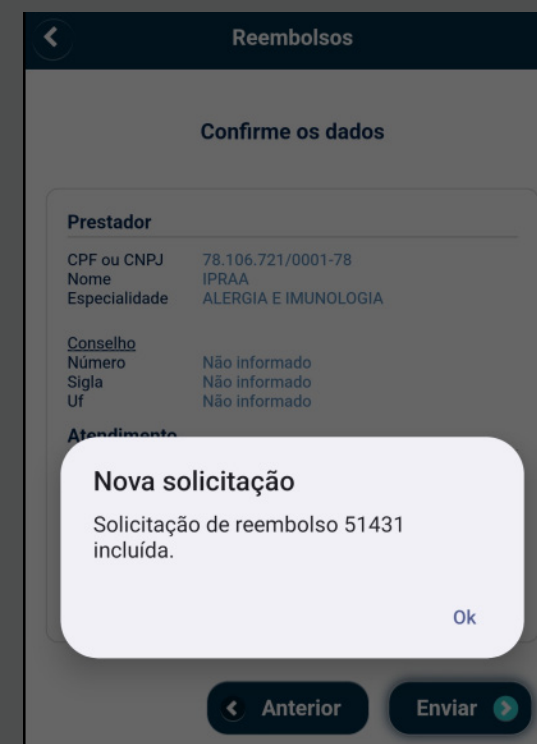 Reembolsos
Confirme os dados
Prestador
CPF ou CNPJ 78.106.721/0001-78
Nome IPRAA
Especialidade ALERGIA E IMUNOLOGIA
Conselho
Número Não informado
Sigla Não informado
Uf Não informado
Atendimento
Nova solicitação
Solicitação de reembolso 51431
incluída.
Ok
Anterior Enviar